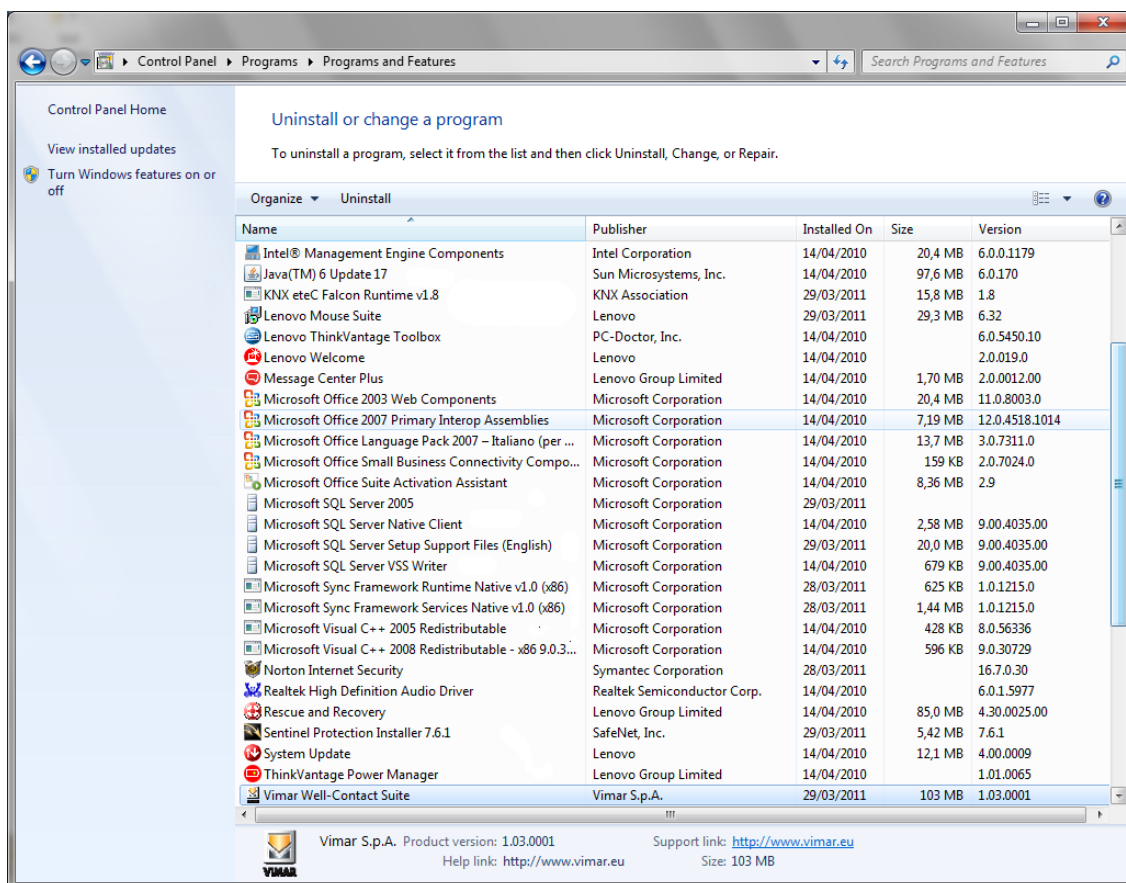 Control Panel Programs Programs and Features Search Programs and Features
Control Panel Home
View installed updates
Turn Windows features on or
off
Uninstall or change a program
To uninstall a program, select it from the list and then click Uninstall, Change, or Repair.
Organize Uninstall
Name Publisher Installed On Size Version
Intel® Management Engine Components Intel Corporation 14/04/2010 20,4 MB 6.0.0.1179
Java(TM) 6 Update 17 Sun Microsystems, Inc. 14/04/2010 97,6 MB 6.0.170
KNX eteC Falcon Runtime v1.8 KNX Association 29/03/2011 15,8 MB 1.8
Lenovo Mouse Suite Lenovo 29/03/2011 29,3 MB 6.32
Lenovo ThinkVantage Toolbox PC-Doctor, Inc. 14/04/2010 6.0.5450.10
Lenovo Welcome Lenovo 14/04/2010 2.0.019.0
Message Center Plus Lenovo Group Limited 14/04/2010 1,70 MB 2.0.0012.00
Microsoft Office 2003 Web Components Microsoft Corporation 14/04/2010 20,4 MB 11.0.8003.0
Microsoft Office 2007 Primary Interop Assemblies Microsoft Corporation 14/04/2010 7,19 MB 12.0.4518.1014
Microsoft Office Language Pack 2007 – Italiano (per ... Microsoft Corporation 14/04/2010 13,7 MB 3.0.7311.0
Microsoft Office Small Business Connectivity Compo... Microsoft Corporation 14/04/2010 159 KB 2.0.7024.0
Microsoft Office Suite Activation Assistant Microsoft Corporation 14/04/2010 8,36 MB 2.9
Microsoft SQL Server 2005 Microsoft Corporation 29/03/2011
Microsoft SQL Server Native Client Microsoft Corporation 14/04/2010 2,58 MB 9.00.4035.00
Microsoft SQL Server Setup Support Files (English) Microsoft Corporation 29/03/2011 20,0 MB 9.00.4035.00
Microsoft SQL Server VSS Writer Microsoft Corporation 14/04/2010 679 KB 9.00.4035.00
Microsoft Sync Framework Runtime Native v1.0 (x86) Microsoft Corporation 28/03/2011 625 KB 1.0.1215.0
Microsoft Sync Framework Services Native v1.0 (x86) Microsoft Corporation 28/03/2011 1,44 MB 1.0.1215.0
Microsoft Visual C++ 2005 Redistributable Microsoft Corporation 14/04/2010 428 KB 8.0.56336
Microsoft Visual C++ 2008 Redistributable - x86 9.0.3... Microsoft Corporation 14/04/2010 596 KB 9.0.30729
Norton Internet Security Symantec Corporation 28/03/2011 16.7.0.30
Realtek High Definition Audio Driver Realtek Semiconductor Corp. 14/04/2010 6.0.1.5977
Rescue and Recovery Lenovo Group Limited 14/04/2010 85,0 MB 4.30.0025.00
Sentinel Protection Installer 7.6.1 SafeNet, Inc. 29/03/2011 5,42 MB 7.6.1
System Update Lenovo 14/04/2010 12,1 MB 4.00.0009
ThinkVantage Power Manager Lenovo Group Limited 14/04/2010 1.01.0065
Vimar Well-Contact Suite Vimar S.p.A. 29/03/2011 103 MB 1.03.0001
Vimar S.p.A. Product version: 1.03.0001 Support link: http://www.vimar.eu
Help link: http://www.vimar.eu Size: 103 MB
VIMAR